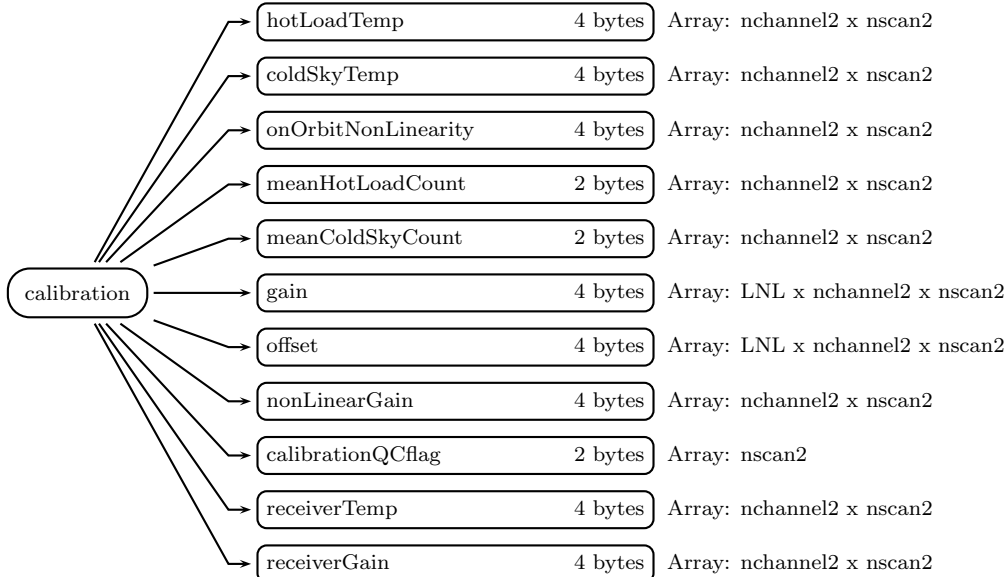 hotLoadTemp 4 bytes Array: nchannel2 x nscan2
coldSkyTemp 4 bytes Array: nchannel2 x nscan2
onOrbitNonLinearity 4 bytes Array: nchannel2 x nscan2
meanHotLoadCount 2 bytes Array: nchannel2 x nscan2
meanColdSkyCount 2 bytes Array: nchannel2 x nscan2
calibration
gain 4 bytes Array: LNL x nchannel2 x nscan2
offset 4 bytes Array: LNL x nchannel2 x nscan2
nonLinearGain 4 bytes Array: nchannel2 x nscan2
calibrationQCflag 2 bytes Array: nscan2
receiverTemp 4 bytes Array: nchannel2 x nscan2
receiverGain 4 bytes Array: nchannel2 x nscan2